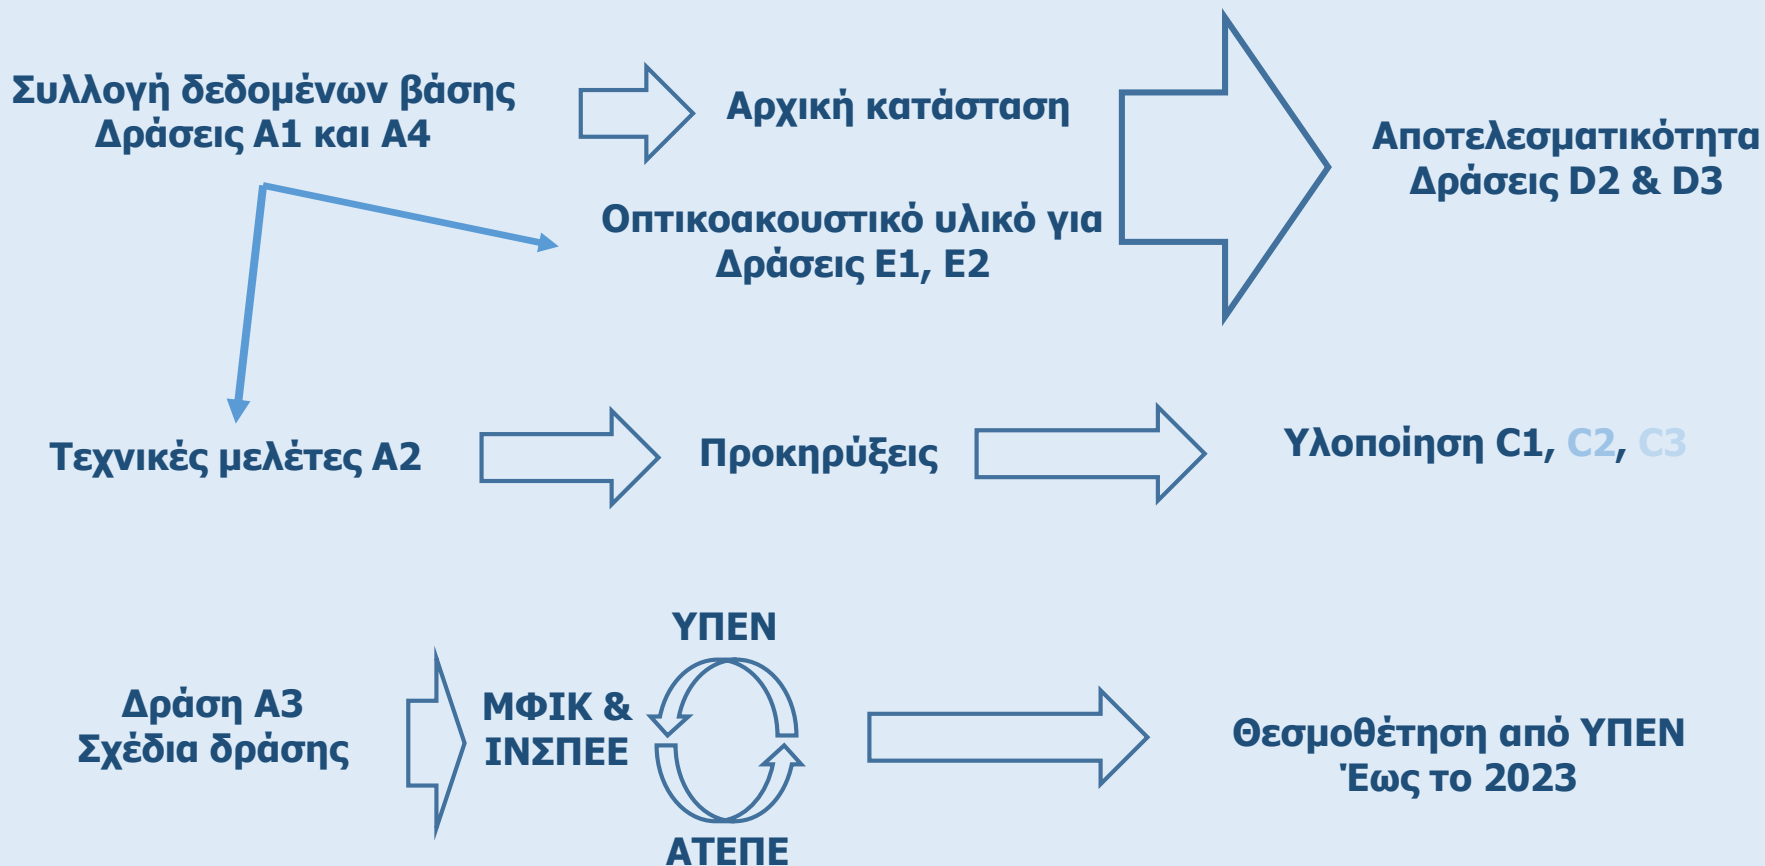 Συλλογή δεδομένων βάσης
Δράσεις Α1 και Α4
Αρχική κατάσταση
Αποτελεσματικότητα
Δράσεις D2 & D3
Οπτικοακουστικό υλικό για
Δράσεις Ε1, Ε2
Τεχνικές μελέτες Α2
Προκηρύξεις
Υλοποίηση C1, C2, C3
Δράση Α3
Σχέδια δράσης
ΜΦΙΚ &
ΙΝΣΠΕΕ
ΥΠΕΝ
ΑΤΕΠΕ
Θεσμοθέτηση από ΥΠΕΝ
Έως το 2023